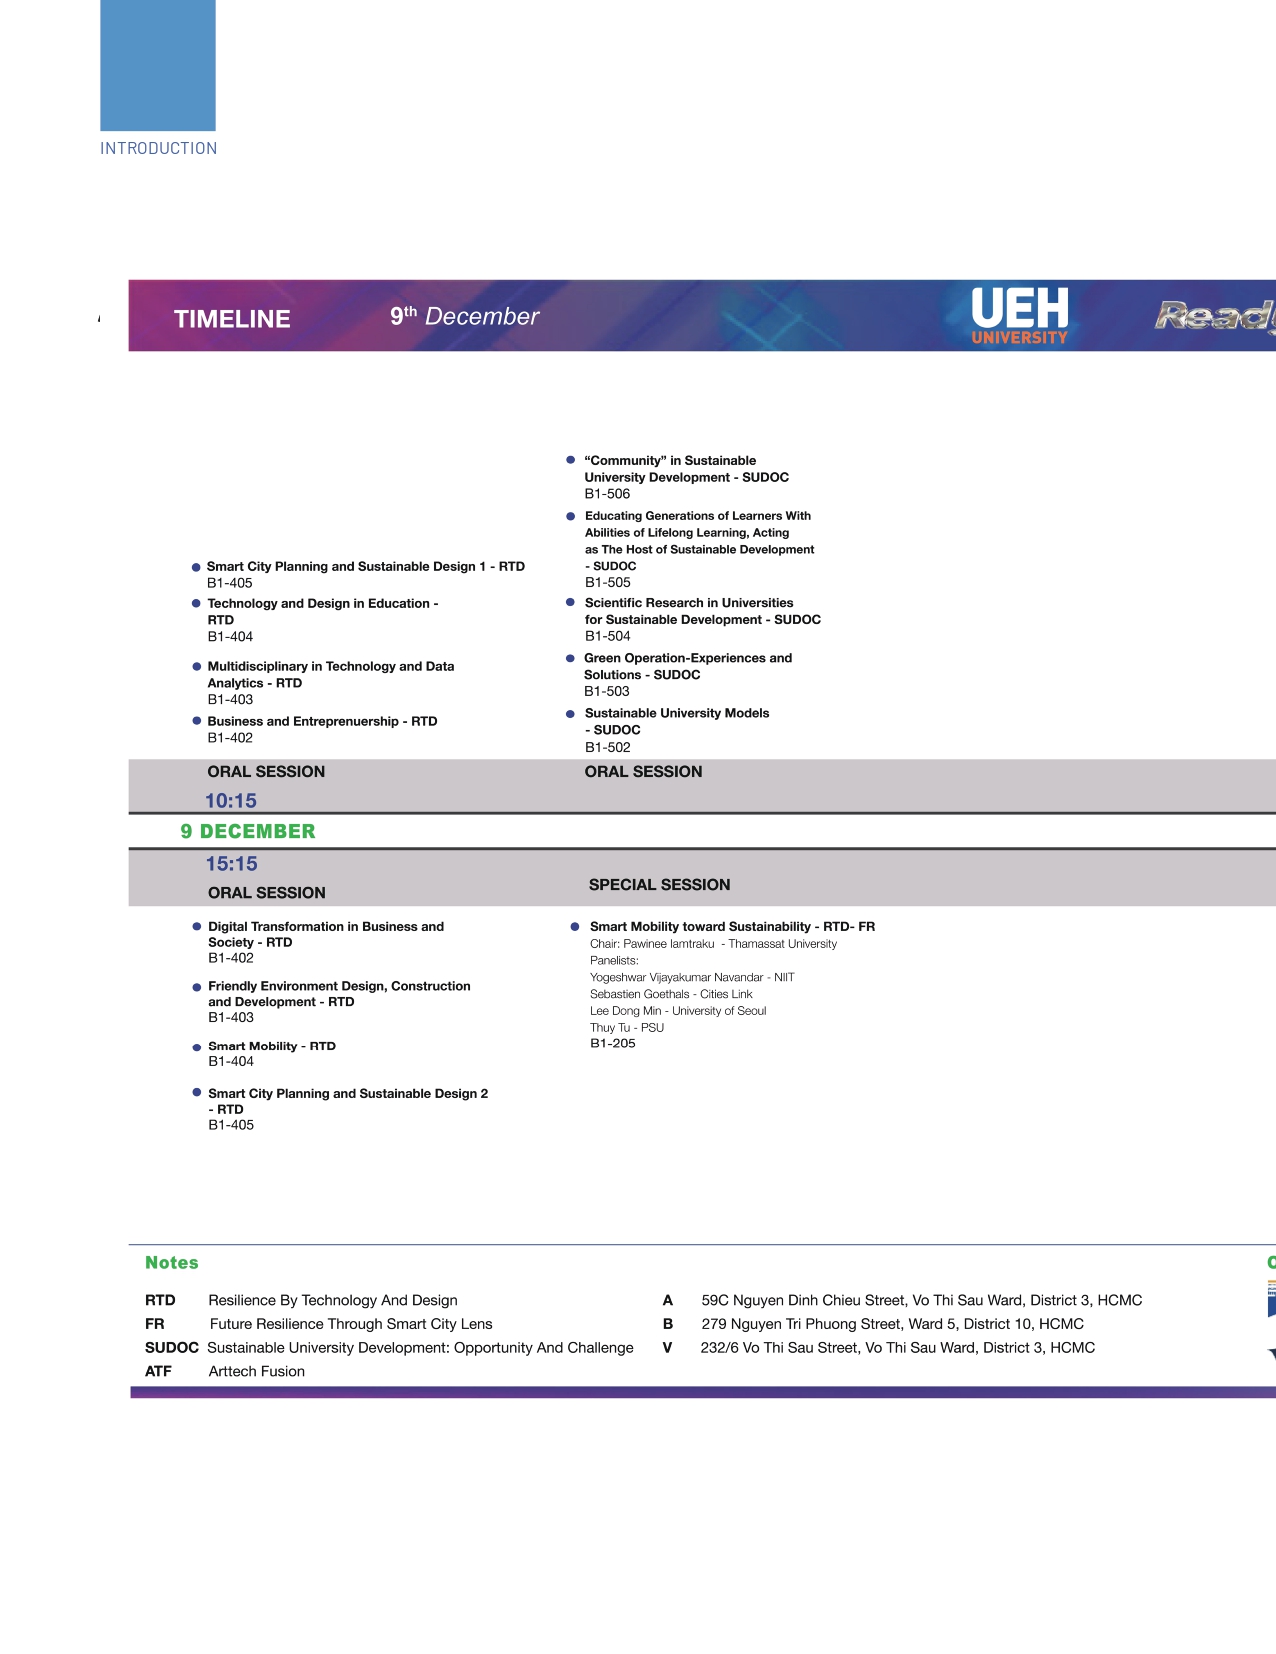 INTRODUCTION
TIMELINE
9th December
UEH
UNIVERSITY
Smart City Planning and Sustainable Design 1 - RTD
B1-405
Technology and Design in Education -
RTD
B1-404
Multidisciplinary in Technology and Data
Analytics - RTD
B1-403
Business and Entreprenuership - RTD
B1-402
ORAL SESSION
10:15
“Community” in Sustainable
University Development - SUDOC
B1-506
Educating Generations of Learners With
Abilities of Lifelong Learning, Acting
as The Host of Sustainable Development
- SUDOC
B1-505
Scientific Research in Universities
for Sustainable Development - SUDOC
B1-504
Green Operation-Experiences and
Solutions - SUDOC
B1-503
Sustainable University Models
- SUDOC
B1-502
ORAL SESSION
9 DECEMBER
15:15
ORAL SESSION
Digital Transformation in Business and
Society - RTD
B1-402
Friendly Environment Design, Construction
and Development - RTD
B1-403
Smart Mobility - RTD
B1-404
Smart City Planning and Sustainable Design 2
- RTD
B1-405
SPECIAL SESSION
Smart Mobility toward Sustainability - RTD- FR
Chair: Pawinee Iamtraku - Thamassat University
Panelists:
Yogeshwar Vijayakumar Navandar - NIIT
Sebastien Goethals - Cities Link
Lee Dong Min - University of Seoul
Thuy Tu - PSU
B1-205
Notes
RTD Resilience By Technology And Design
FR Future Resilience Through Smart City Lens
SUDOC Sustainable University Development: Opportunity And Challenge
ATF Arttech Fusion
A 59C Nguyen Dinh Chieu Street, Vo Thi Sau Ward, District 3, HCMC
B 279 Nguyen Tri Phuong Street, Ward 5, District 10, HCMC
V 232/6 Vo Thi Sau Street, Vo Thi Sau Ward, District 3, HCMC